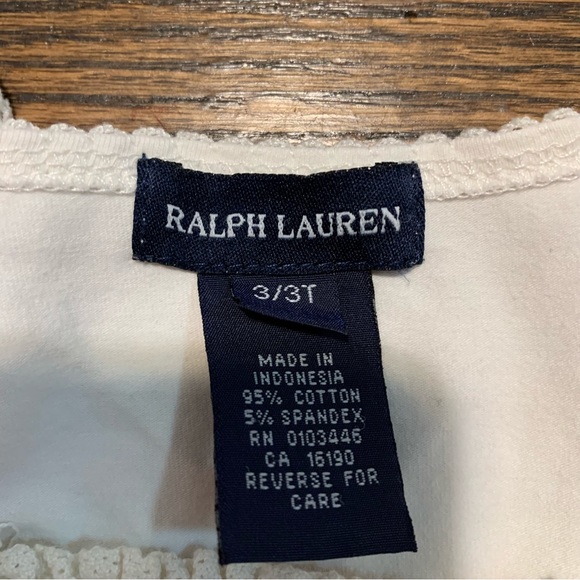 RALPH LAUREN
3/3T
MADE IN
INDONESIA
95% COTTON
5% SPANDEX
RN 0103446
CA 16190
REVERSE FOR
CARE